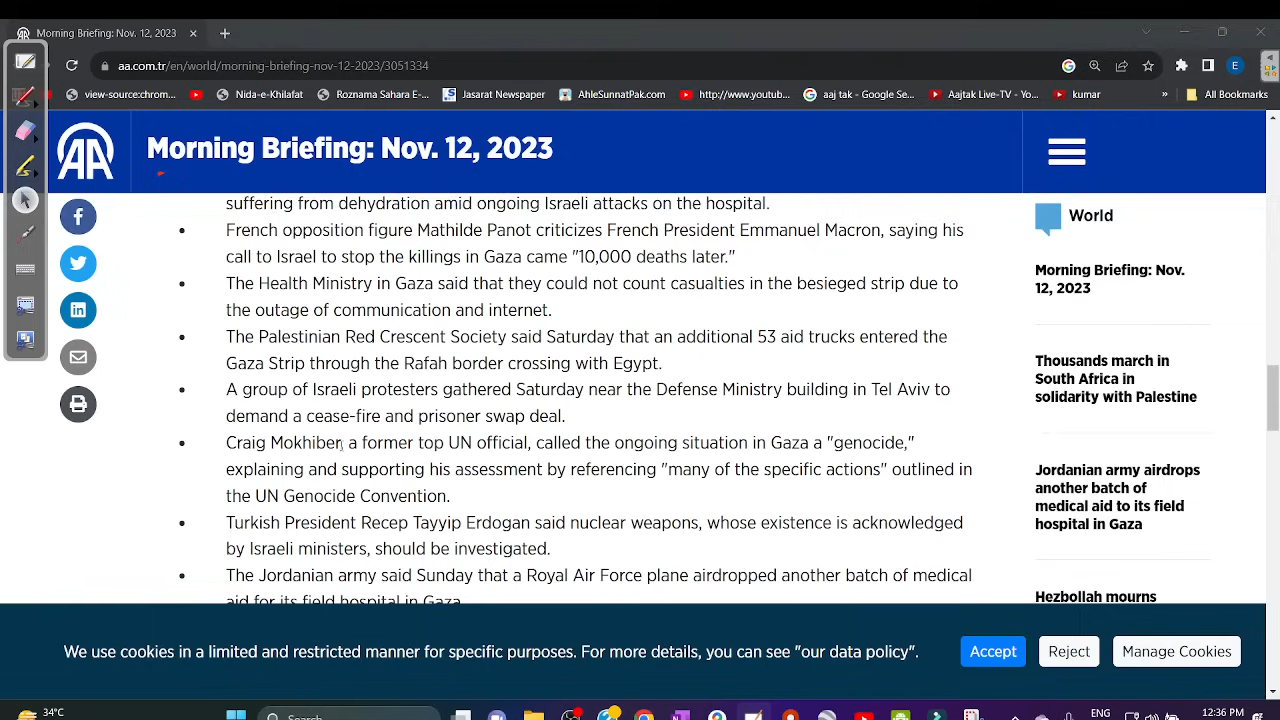 Morning Briefing: Nov. 12, 2023
aa.com.tr/en/world/morning-briefing-nov-12-2023/3051334
view-source:chrom...
Nida-e-Khilafat
Roznama Sahara E-...
Jasarat Newspaper
AhleSunnatPak.com
http://www.youtub...
aaj tak - Google Se...
Aajtak Live-TV - Yo...
kumar
»
All Bookmarks
AA
Morning Briefing: Nov. 12, 2023
suffering from dehydration amid ongoing Israeli attacks on the hospital.
French opposition figure Mathilde Panot criticizes French President Emmanuel Macron, saying his
call to Israel to stop the killings in Gaza came "10,000 deaths later."
The Health Ministry in Gaza said that they could not count casualties in the besieged strip due to
the outage of communication and internet.
The Palestinian Red Crescent Society said Saturday that an additional 53 aid trucks entered the
Gaza Strip through the Rafah border crossing with Egypt.
A group of Israeli protesters gathered Saturday near the Defense Ministry building in Tel Aviv to
demand a cease-fire and prisoner swap deal.
Craig Mokhiber, a former top UN official, called the ongoing situation in Gaza a "genocide,"
explaining and supporting his assessment by referencing "many of the specific actions" outlined in
the UN Genocide Convention.
Turkish President Recep Tayyip Erdogan said nuclear weapons, whose existence is acknowledged
by Israeli ministers, should be investigated.
The Jordanian army said Sunday that a Royal Air Force plane airdropped another batch of medical
aid for its field hospital in Gaza.
World
Morning Briefing: Nov.
12, 2023
Thousands march in
South Africa in
solidarity with Palestine
Jordanian army airdrops
another batch of
medical aid to its field
hospital in Gaza
Hezbollah mourns
We use cookies in a limited and restricted manner for specific purposes. For more details, you can see "our data policy".
Accept
Reject
Manage Cookies
34°C
Search
ENG
12:36 PM